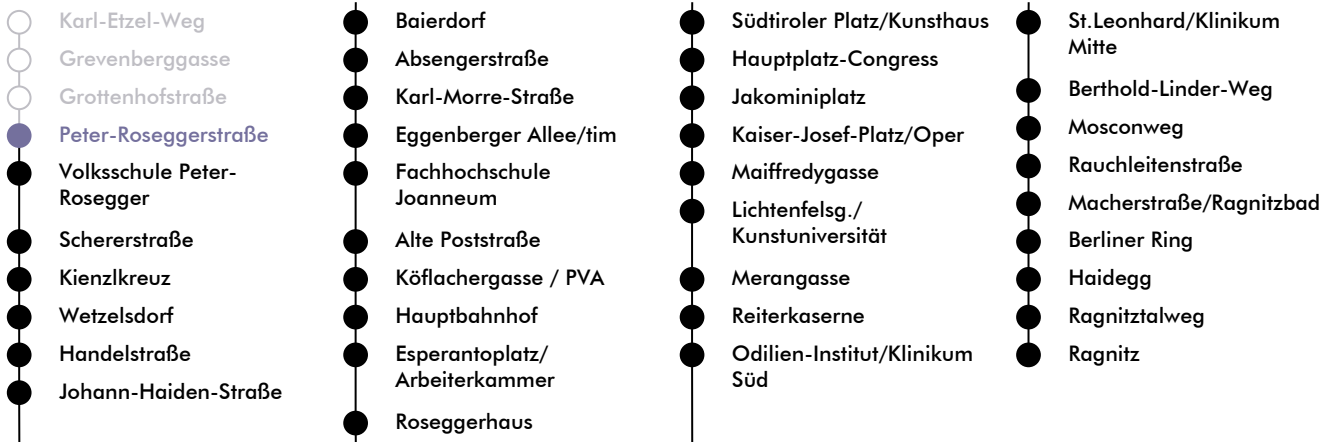 Karl-Etzel-Weg
Grevenberggasse
Grottenhofstraße
Peter-Roseggerstraße
Volksschule Peter-
Rosegger
Schererstraße
Kienzlkreuz
Wetzelsdorf
Handelstraße
Johann-Haiden-Straße
Baierdorf
Absengerstraße
Karl-Morre-Straße
Eggenberger Allee/tim
Fachhochschule
Joanneum
Alte Poststraße
Köflachergasse / PVA
Hauptbahnhof
Esperantoplatz/
Arbeiterkammer
Roseggerhaus
Südtiroler Platz/Kunsthaus
Hauptplatz-Congress
Jakominiplatz
Kaiser-Josef-Platz/Oper
Maiffredygasse
Lichtenfelsg./
Kunstuniversität
Merangasse
Reiterkaserne
Odilien-Institut/Klinikum
Süd
St.Leonhard/Klinikum
Mitte
Berthold-Linder-Weg
Mosconweg
Rauchleitenstraße
Macherstraße/Ragnitzbad
Berliner Ring
Haidegg
Ragnitztalweg
Ragnitz